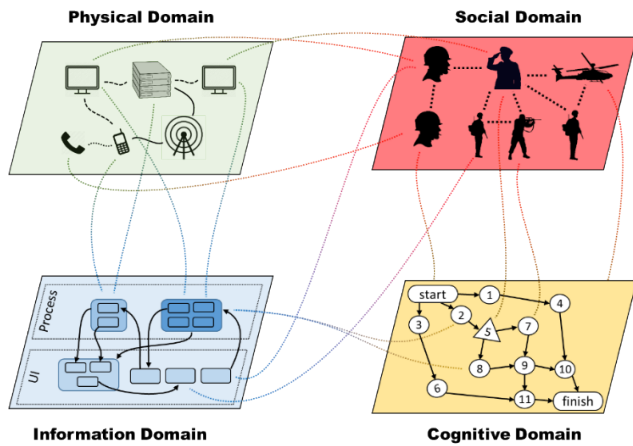 Physical Domain
Social Domain
Process
UI
start
1
2
3
4
5
7
8
9
10
6
11
finish
Information Domain
Cognitive Domain